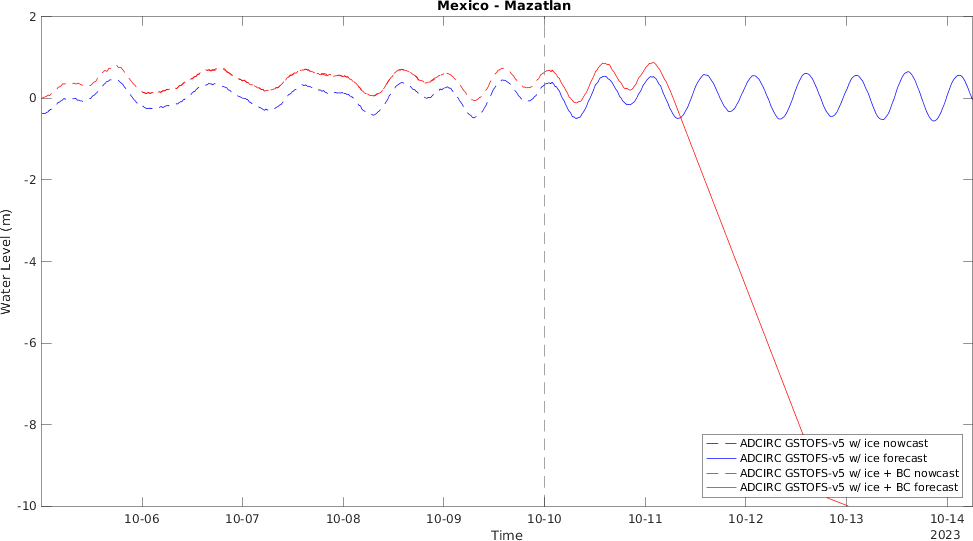 Mexico - Mazatlan
2
0
-2
-4
-6
-8
-10
Water Level (m)
ADCIRC GSTOFS-v5 w/ ice nowcast
ADCIRC GSTOFS-v5 w/ ice forecast
ADCIRC GSTOFS-v5 w/ ice + BC nowcast
ADCIRC GSTOFS-v5 w/ ice + BC forecast
10-06 10-07 10-08 10-09 10-10 10-11 10-12 10-13 10-14
2023
Time